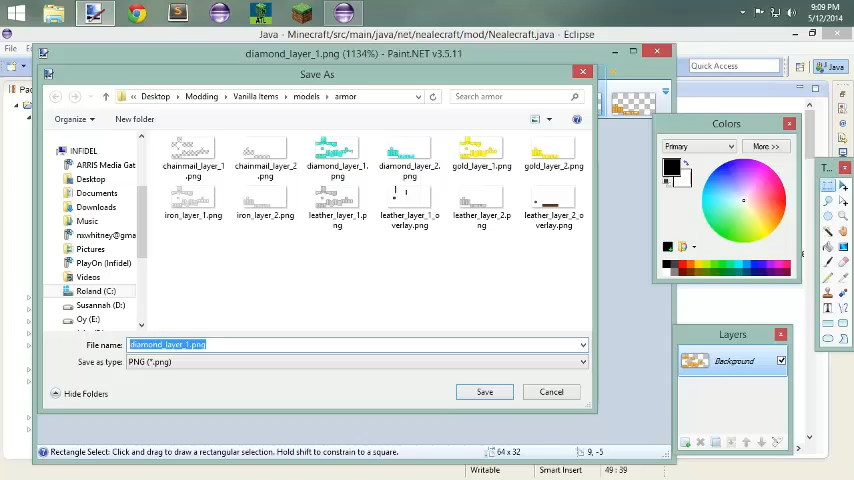 9:09 PM
5/12/2014
Java - Minecraft/src/main/java/net/nealecraft/mod/Nealecraft.java - Eclipse
File
diamond_layer_1.png (1134%) - Paint.NET v3.5.11
Quick Access
Java
Save As
« Desktop › Modding › Vanilla Items › models › armor
Search armor
Organize
New folder
INFIDEL
ARRIS Media Gat
Desktop
Documents
Downloads
Music
nxwhitney@gma
Pictures
PlayOn (Infidel)
Videos
Roland (C:)
Susannah (D:)
Oy (E:)
chainmail_layer_1.png
chainmail_layer_2.png
diamond_layer_1.png
diamond_layer_2.png
gold_layer_1.png
gold_layer_2.png
iron_layer_1.png
iron_layer_2.png
leather_layer_1.png
leather_layer_1_overlay.png
leather_layer_2.png
leather_layer_2_overlay.png
File name:
diamond_layer_1.png
Save as type:
PNG (*.png)
Hide Folders
Save
Cancel
Colors
Primary
More >>
T...
Layers
Background
Rectangle Select: Click and drag to draw a rectangular selection. Hold shift to constrain to a square.
64 x 32
9, -5
Writable
Smart Insert
49 : 39